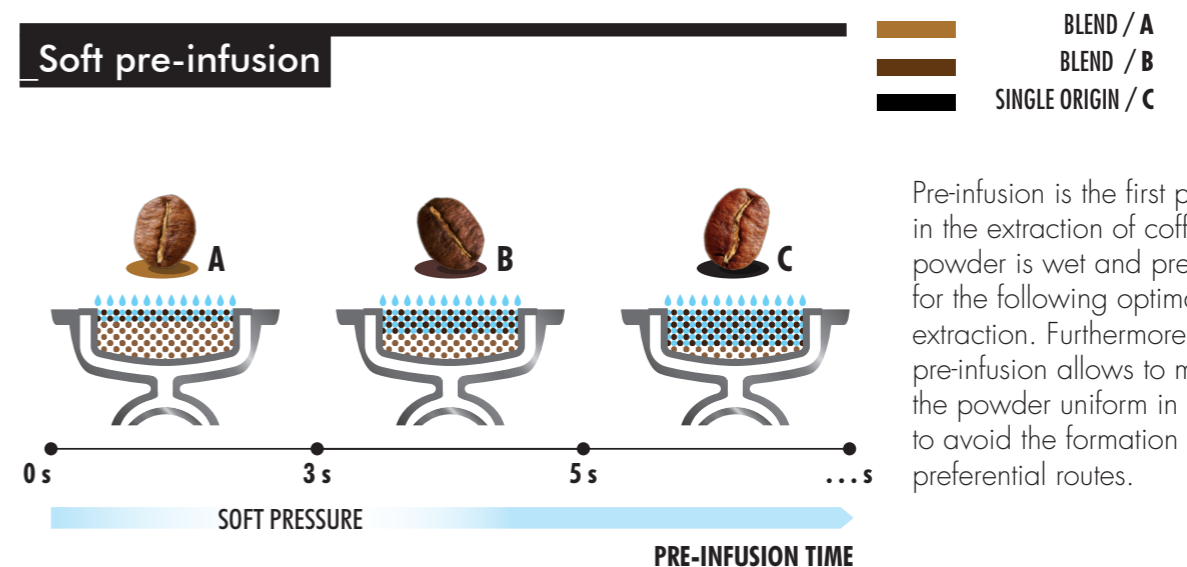 _Soft pre-infusion
BLEND / A
BLEND / B
SINGLE ORIGIN / C
A
B
C
0 s
3 s
5 s
...s
SOFT PRESSURE
PRE-INFUSION TIME
Pre-infusion is the first
in the extraction of
powder is wet and
for the following
extraction. Furthermore
pre-infusion allows to
the powder uniform in
to avoid the formation
preferential routes.